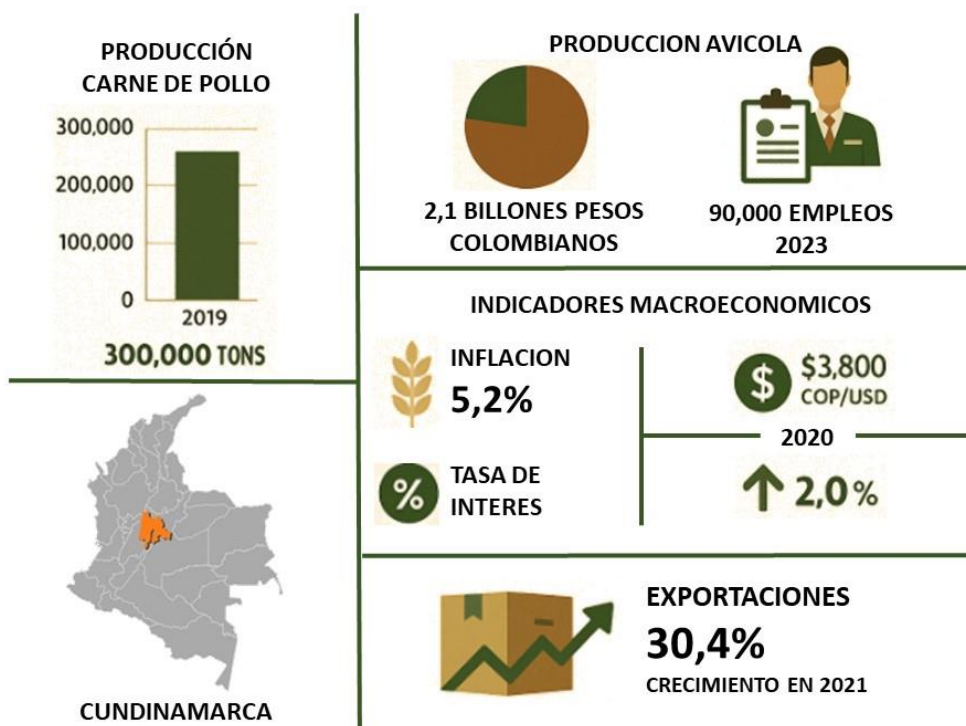 PRODUCCIÓN
CARNE DE POLLO
300,000
200,000
100,000
0
2019
300,000 TONS
CUNDINAMARCA
PRODUCCION AVICOLA
2,1 BILLONES PESOS
COLOMBIANOS
90,000 EMPLEOS
2023
INDICADORES MACROECONOMICOS
INFLACION
5,2%
%
TASA DE
INTERES
$
$3,800
COP/USD
2020
2,0 %
EXPORTACIONES
30,4%
CRECIMIENTO EN 2021